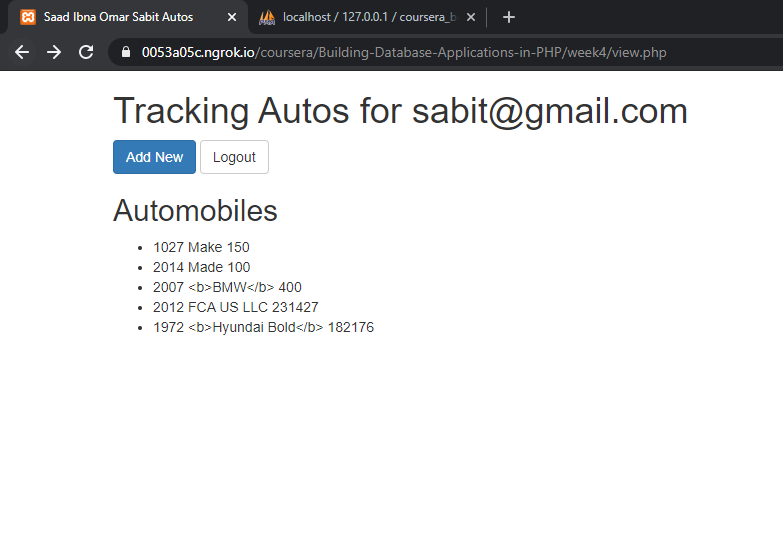 Saad Ibna Omar Sabit Autos
localhost / 127.0.0.1 / coursera_b
0053a05c.ngrok.io/coursera/Building-Database-Applications-in-PHP/week4/view.php
Tracking Autos for sabit@gmail.com
Add New Logout
Automobiles
• 1027 Make 150
• 2014 Made 100
• 2007 <b>BMW</b> 400
• 2012 FCA US LLC 231427
• 1972 <b>Hyundai Bold</b> 182176